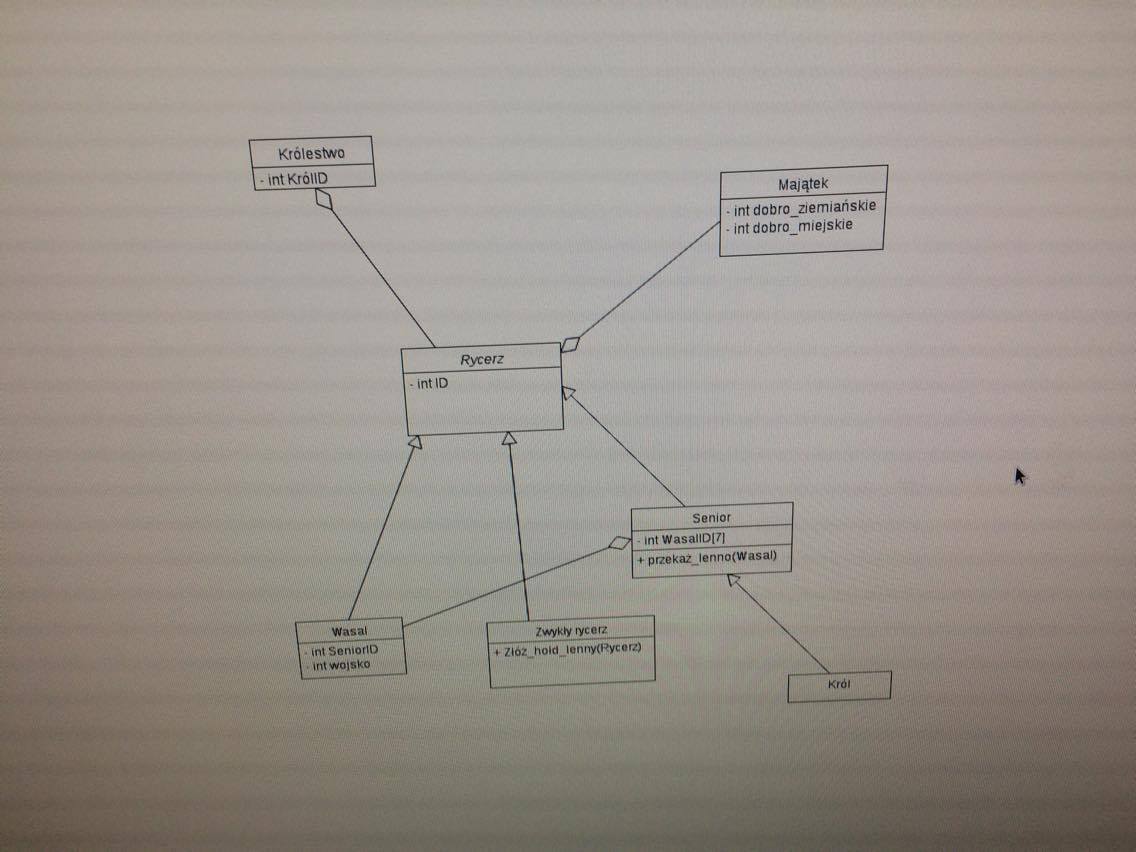 Królestwo
- int KrólID
Majątek
- int dobro_ziemiańskie
- int dobro_miejskie
Rycerz
- int ID
Senior
- int WasalID[7]
+ przekaż_lenno(Wasal)
Wasal
- int SeniorID
- int wojsko
Zwykły rycerz
+ Złóż_hołd_lenny(Rycerz)
Król